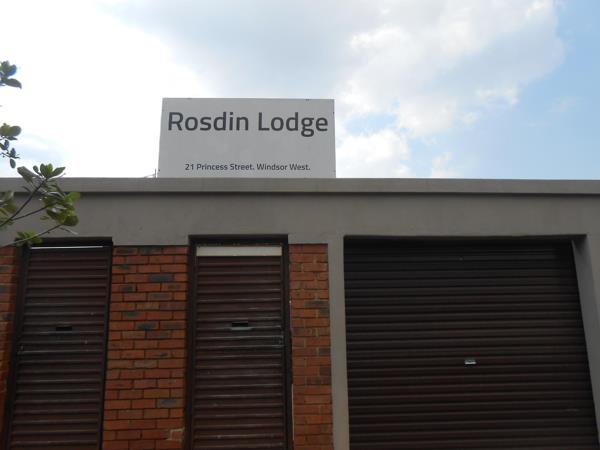 Rosdin Lodge
21 Princess Street. Windsor West.